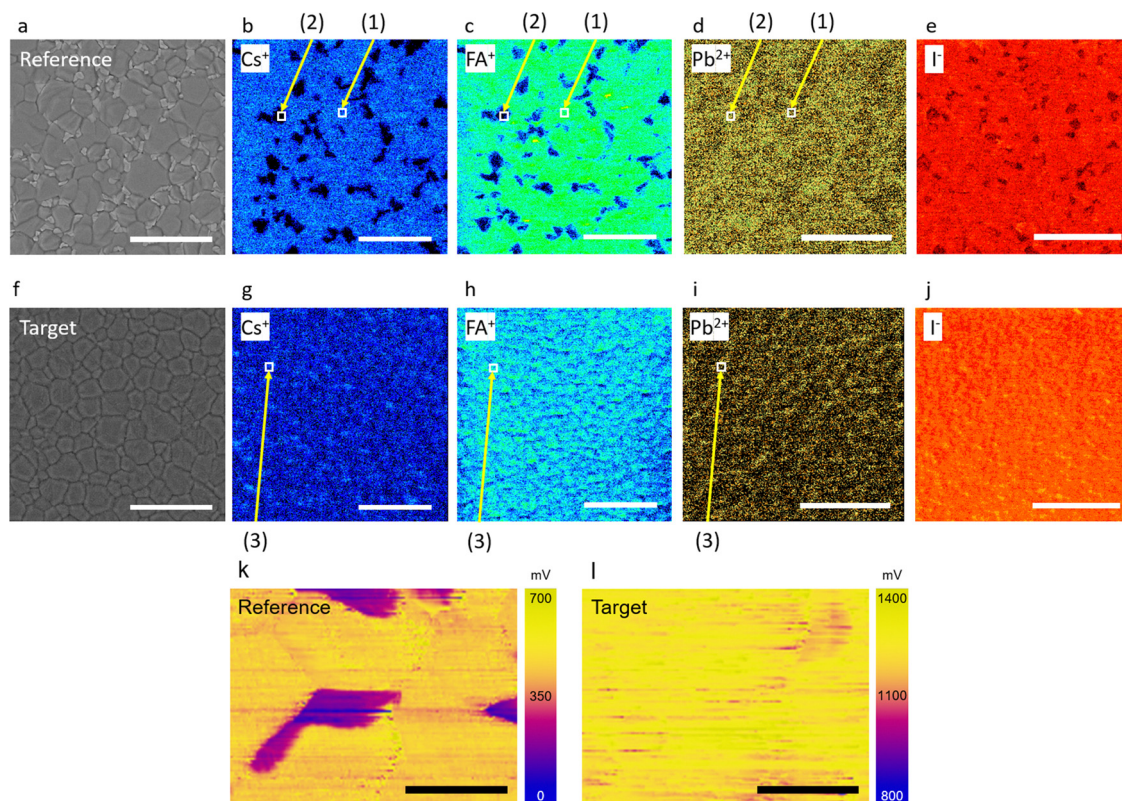 (2) (1) (2) (1) (2) (1)
a b c d e
Reference Cs⁺ FA⁺ Pb²⁺ I⁻
f g h i j
Target Cs⁺ FA⁺ Pb²⁺ I⁻
(3) (3) (3)
k mV l mV
Reference 700 Target 1400
350 1100
0 800